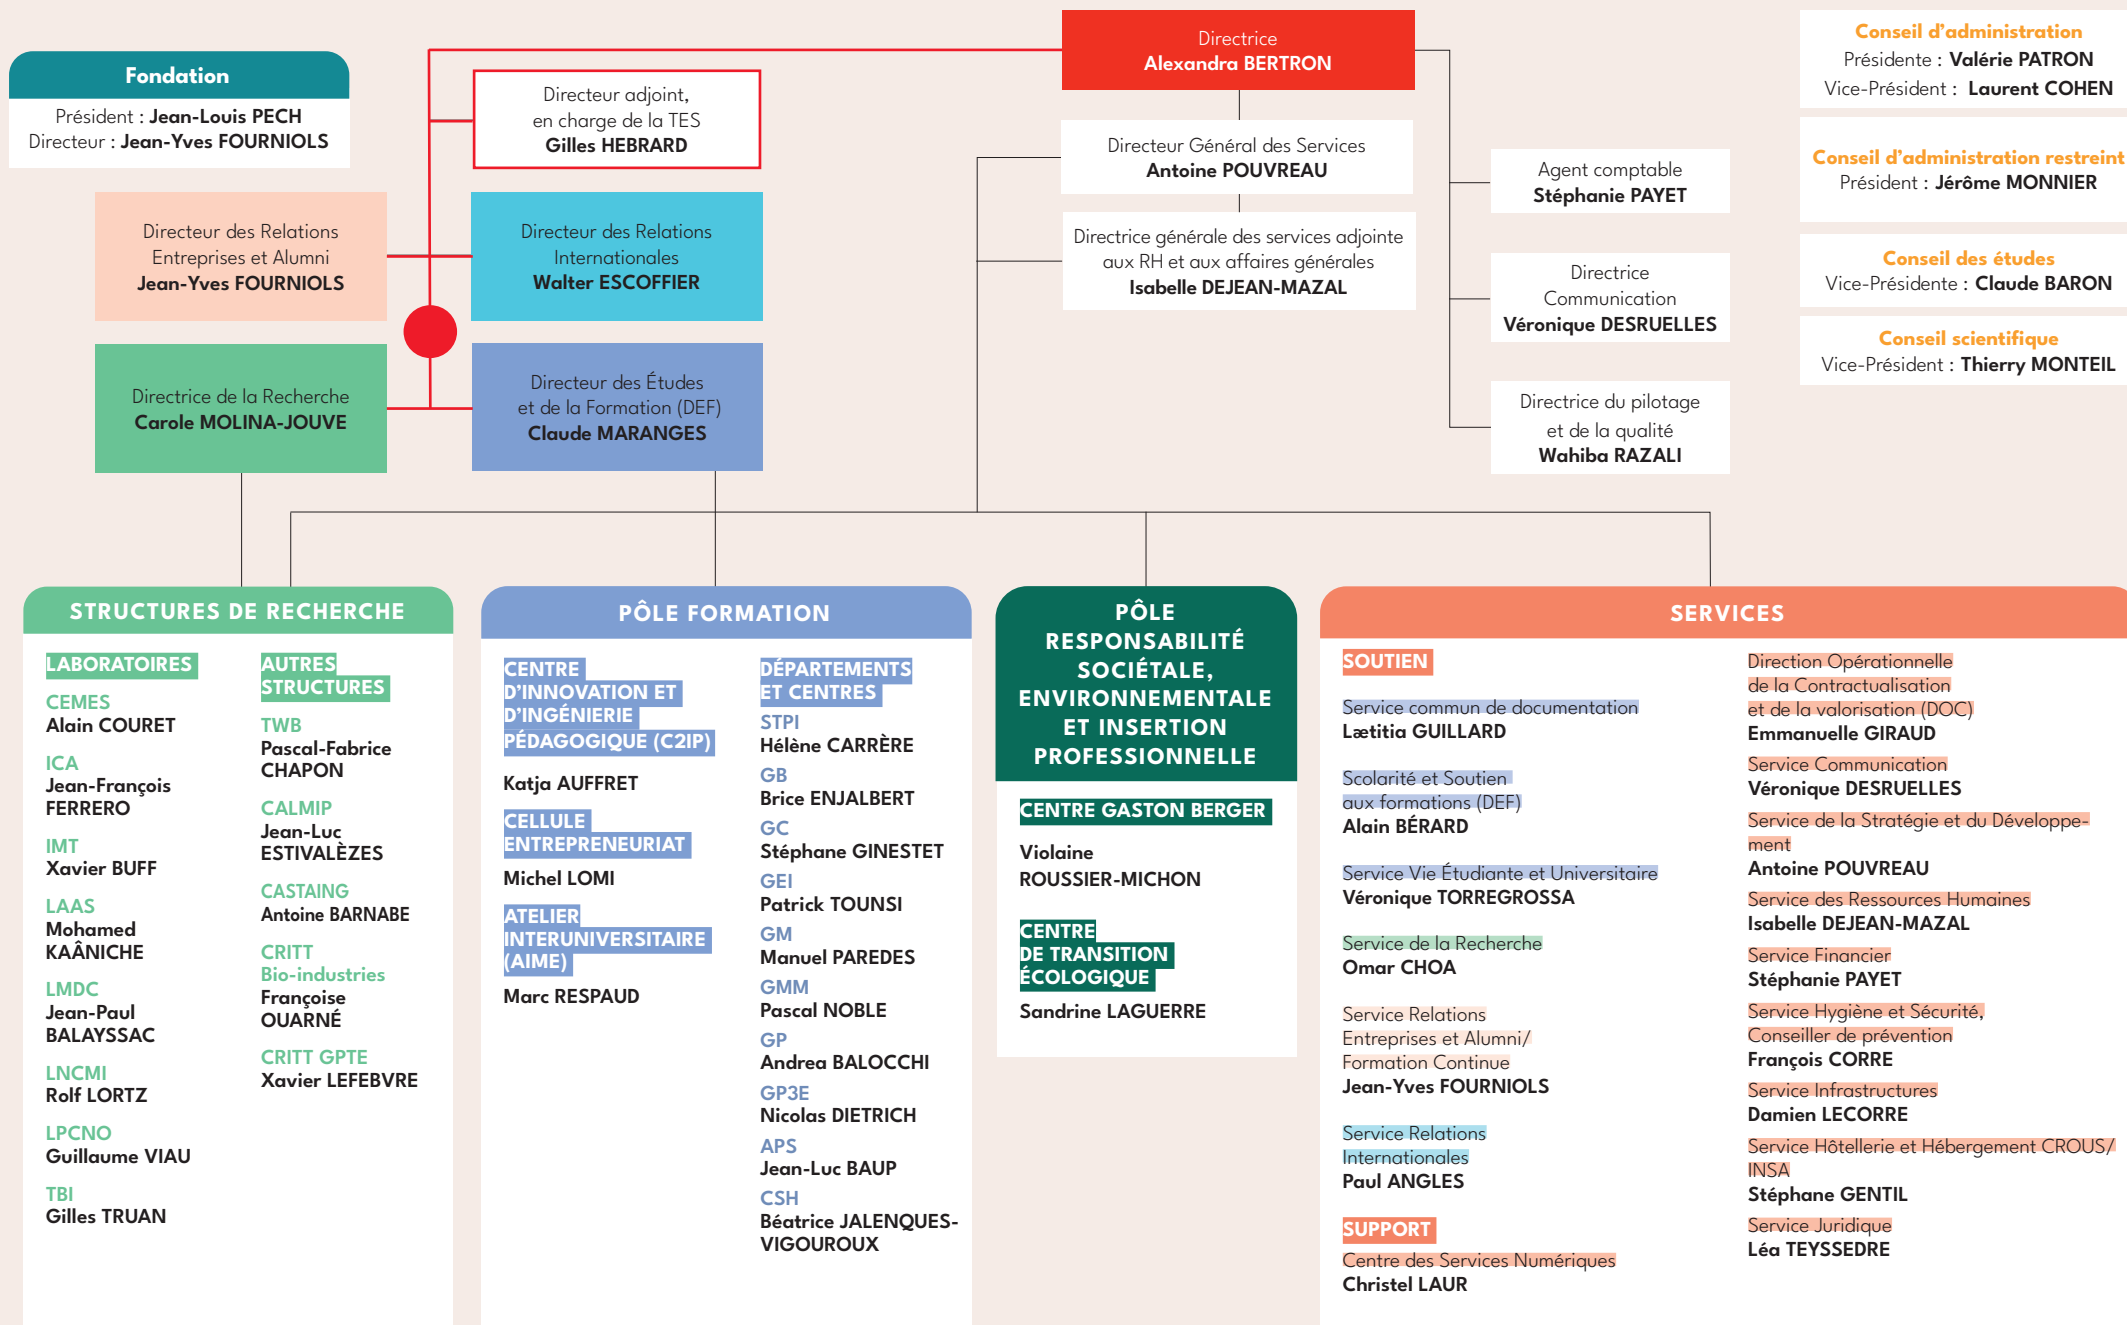 Fondation
Président : Jean-Louis PECH
Directeur : Jean-Yves FOURNIOLS
Directeur adjoint,
en charge de la TES
Gilles HEBRARD
Directrice
Alexandra BERTRON
Directeur Général des Services
Antoine POUVREAU
Directrice générale des services adjointe
aux RH et aux affaires générales
Isabelle DEJEAN-MAZAL
Agent comptable
Stéphanie PAYET
Directrice
Communication
Véronique DESRUELLES
Directrice du pilotage
et de la qualité
Wahiba RAZALI
Conseil d'administration
Présidente : Valérie PATRON
Vice-Président : Laurent COHEN
Conseil d'administration restreint
Président : Jérôme MONNIER
Conseil des études
Vice-Présidente : Claude BARON
Conseil scientifique
Vice-Président : Thierry MONTEIL
Directeur des Relations
Entreprises et Alumni
Jean-Yves FOURNIOLS
Directeur des Relations
Internationales
Walter ESCOFFIER
Directrice de la Recherche
Carole MOLINA-JOUVE
Directeur des Études
et de la Formation (DEF)
Claude MARANGES
STRUCTURES DE RECHERCHE
LABORATOIRES
CEMES
Alain COURET
ICA
Jean-François
FERRERO
IMT
Xavier BUFF
LAAS
Mohamed
KAÂNICHE
LMDC
Jean-Paul
BALAYSSAC
LNCMI
Rolf LORTZ
LPCNO
Guillaume VIAU
TBI
Gilles TRUAN
AUTRES
STRUCTURES
TWB
Pascal-Fabrice
CHAPON
CALMIP
Jean-Luc
ESTIVALÈZES
CASTAING
Antoine BARNABE
CRITT
Bio-industries
Françoise
OUARNÉ
CRITT GPTE
Xavier LEFEBVRE
PÔLE FORMATION
CENTRE
D'INNOVATION ET
D'INGÉNIERIE
PÉDAGOGIQUE (C2IP)
Katja AUFFRET
CELLULE
ENTREPRENEURIAT
Michel LOMI
ATELIER
INTERUNIVERSITAIRE
(AIME)
Marc RESPAUD
DÉPARTEMENTS
ET CENTRES
STPI
Hélène CARRÈRE
GB
Brice ENJALBERT
GC
Stéphane GINESTET
GEI
Patrick TOUNSI
GM
Manuel PAREDES
GMM
Pascal NOBLE
GP
Andrea BALOCCHI
GP3E
Nicolas DIETRICH
APS
Jean-Luc BAUP
CSH
Béatrice JALENQUES-
VIGOUROUX
PÔLE
RESPONSABILITÉ
SOCIÉTALE,
ENVIRONNEMENTALE
ET INSERTION
PROFESSIONNELLE
CENTRE GASTON BERGER
Violaine
ROUSSIER-MICHON
CENTRE
DE TRANSITION
ÉCOLOGIQUE
Sandrine LAGUERRE
SERVICES
SOUTIEN
Service commun de documentation
Lætitia GUILLARD
Scolarité et Soutien
aux formations (DEF)
Alain BÉRARD
Service Vie Étudiante et Universitaire
Véronique TORREGROSSA
Service de la Recherche
Omar CHOA
Service Relations
Entreprises et Alumni/
Formation Continue
Jean-Yves FOURNIOLS
Service Relations
Internationales
Paul ANGLES
SUPPORT
Centre des Services Numériques
Christel LAUR
Direction Opérationnelle
de la Contractualisation
et de la valorisation (DOC)
Emmanuelle GIRAUD
Service Communication
Véronique DESRUELLES
Service de la Stratégie et du Développe-
ment
Antoine POUVREAU
Service des Ressources Humaines
Isabelle DEJEAN-MAZAL
Service Financier
Stéphanie PAYET
Service Hygiène et Sécurité,
Conseiller de prévention
François CORRE
Service Infrastructures
Damien LECORRE
Service Hôtellerie et Hébergement CROUS/
INSA
Stéphane GENTIL
Service Juridique
Léa TEYSSEDRE